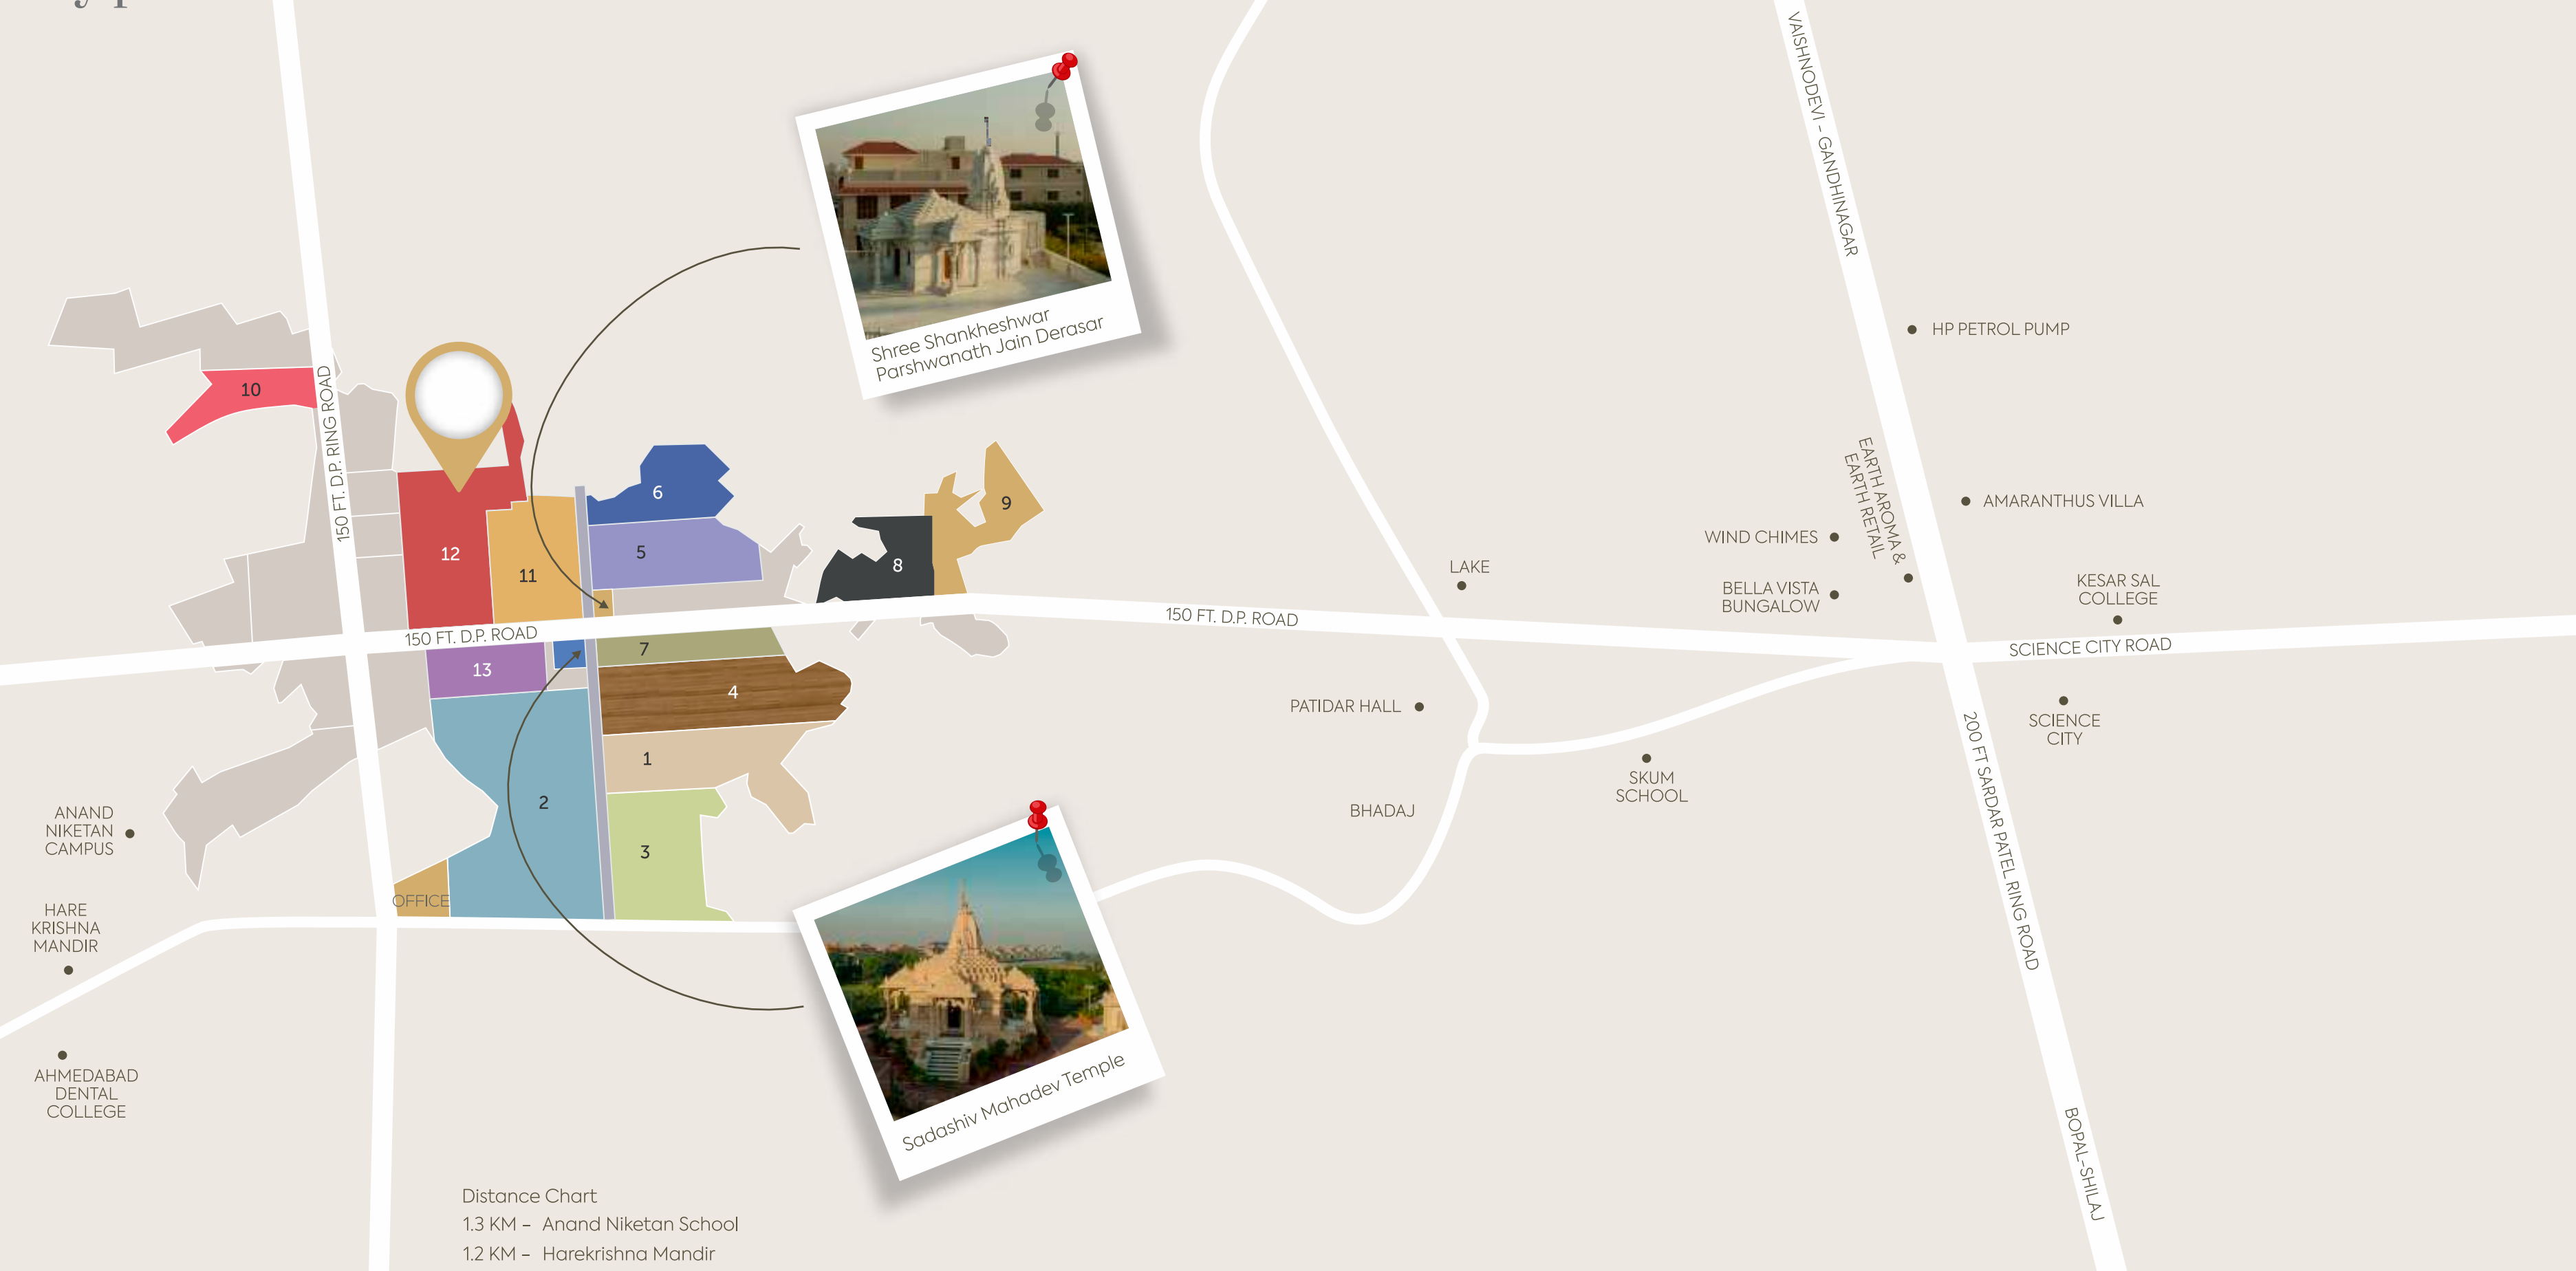 VAISHNODEVI - GANDHINAGAR
Shree Shankheshwar
Parshwanath Jain Derasar
HP PETROL PUMP
10
150 FT. D.P. RING ROAD
6
9
EARTH AROMA &
EARTH RETAIL
AMARANTHUS VILLA
WIND CHIMES
12
5
11
8
LAKE
BELLA VISTA
BUNGALOW
KESAR SAL
COLLEGE
150 FT. D.P. ROAD
150 FT. D.P. ROAD
SCIENCE CITY ROAD
7
13
4
PATIDAR HALL
SCIENCE
CITY
200 FT SARDAR PATEL RING ROAD
1
SKUM
SCHOOL
2
BHADAJ
ANAND
NIKETAN
CAMPUS
3
OFFICE
HARE
KRISHNA
MANDIR
Sadashiv Mahadev Temple
AHMEDABAD
DENTAL
COLLEGE
BOPAL-SHILAJ
Distance Chart
1.3 KM - Anand Niketan School
1.2 KM - Harekrishna Mandir